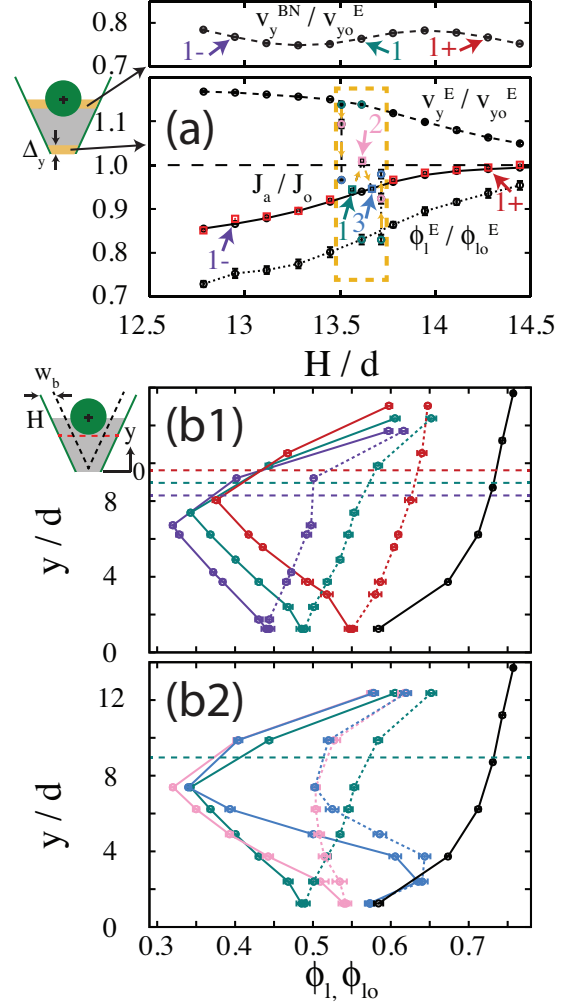 0.8
0.7
v_y^BN / v_yo^E
1-
1
1+
Δ_y
(a)
1.1
1.0
0.9
0.8
0.7
v_y^E / v_yo^E
2
J_a / J_o
1
3
1+
1-
ϕ_l^E / ϕ_lo^E
12.5 13 13.5 14 14.5
H / d
w_b
H
y
(b1)
0
8
4
0
y / d
(b2)
12
8
4
0
y / d
0.3 0.4 0.5 0.6 0.7
ϕ_l, ϕ_lo